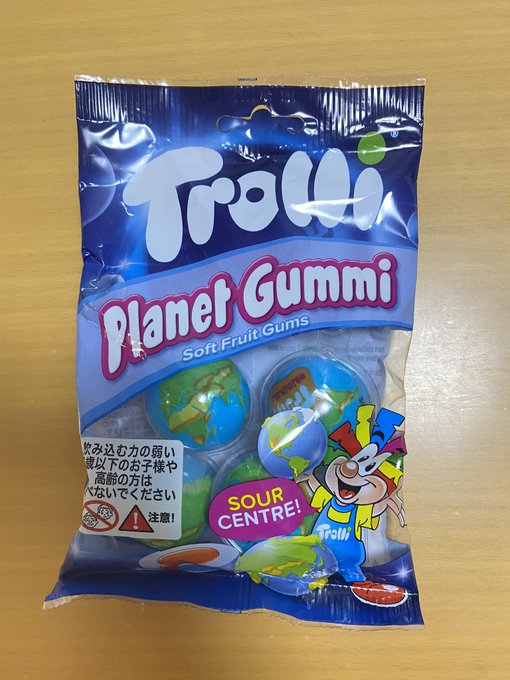 Trolli
®
Planet Gummi
Soft Fruit Gums
飲み込む力の弱い
歳以下のお子様や
高齢の方は
べないでください
注意!
SOUR
CENTRE!
Trolli